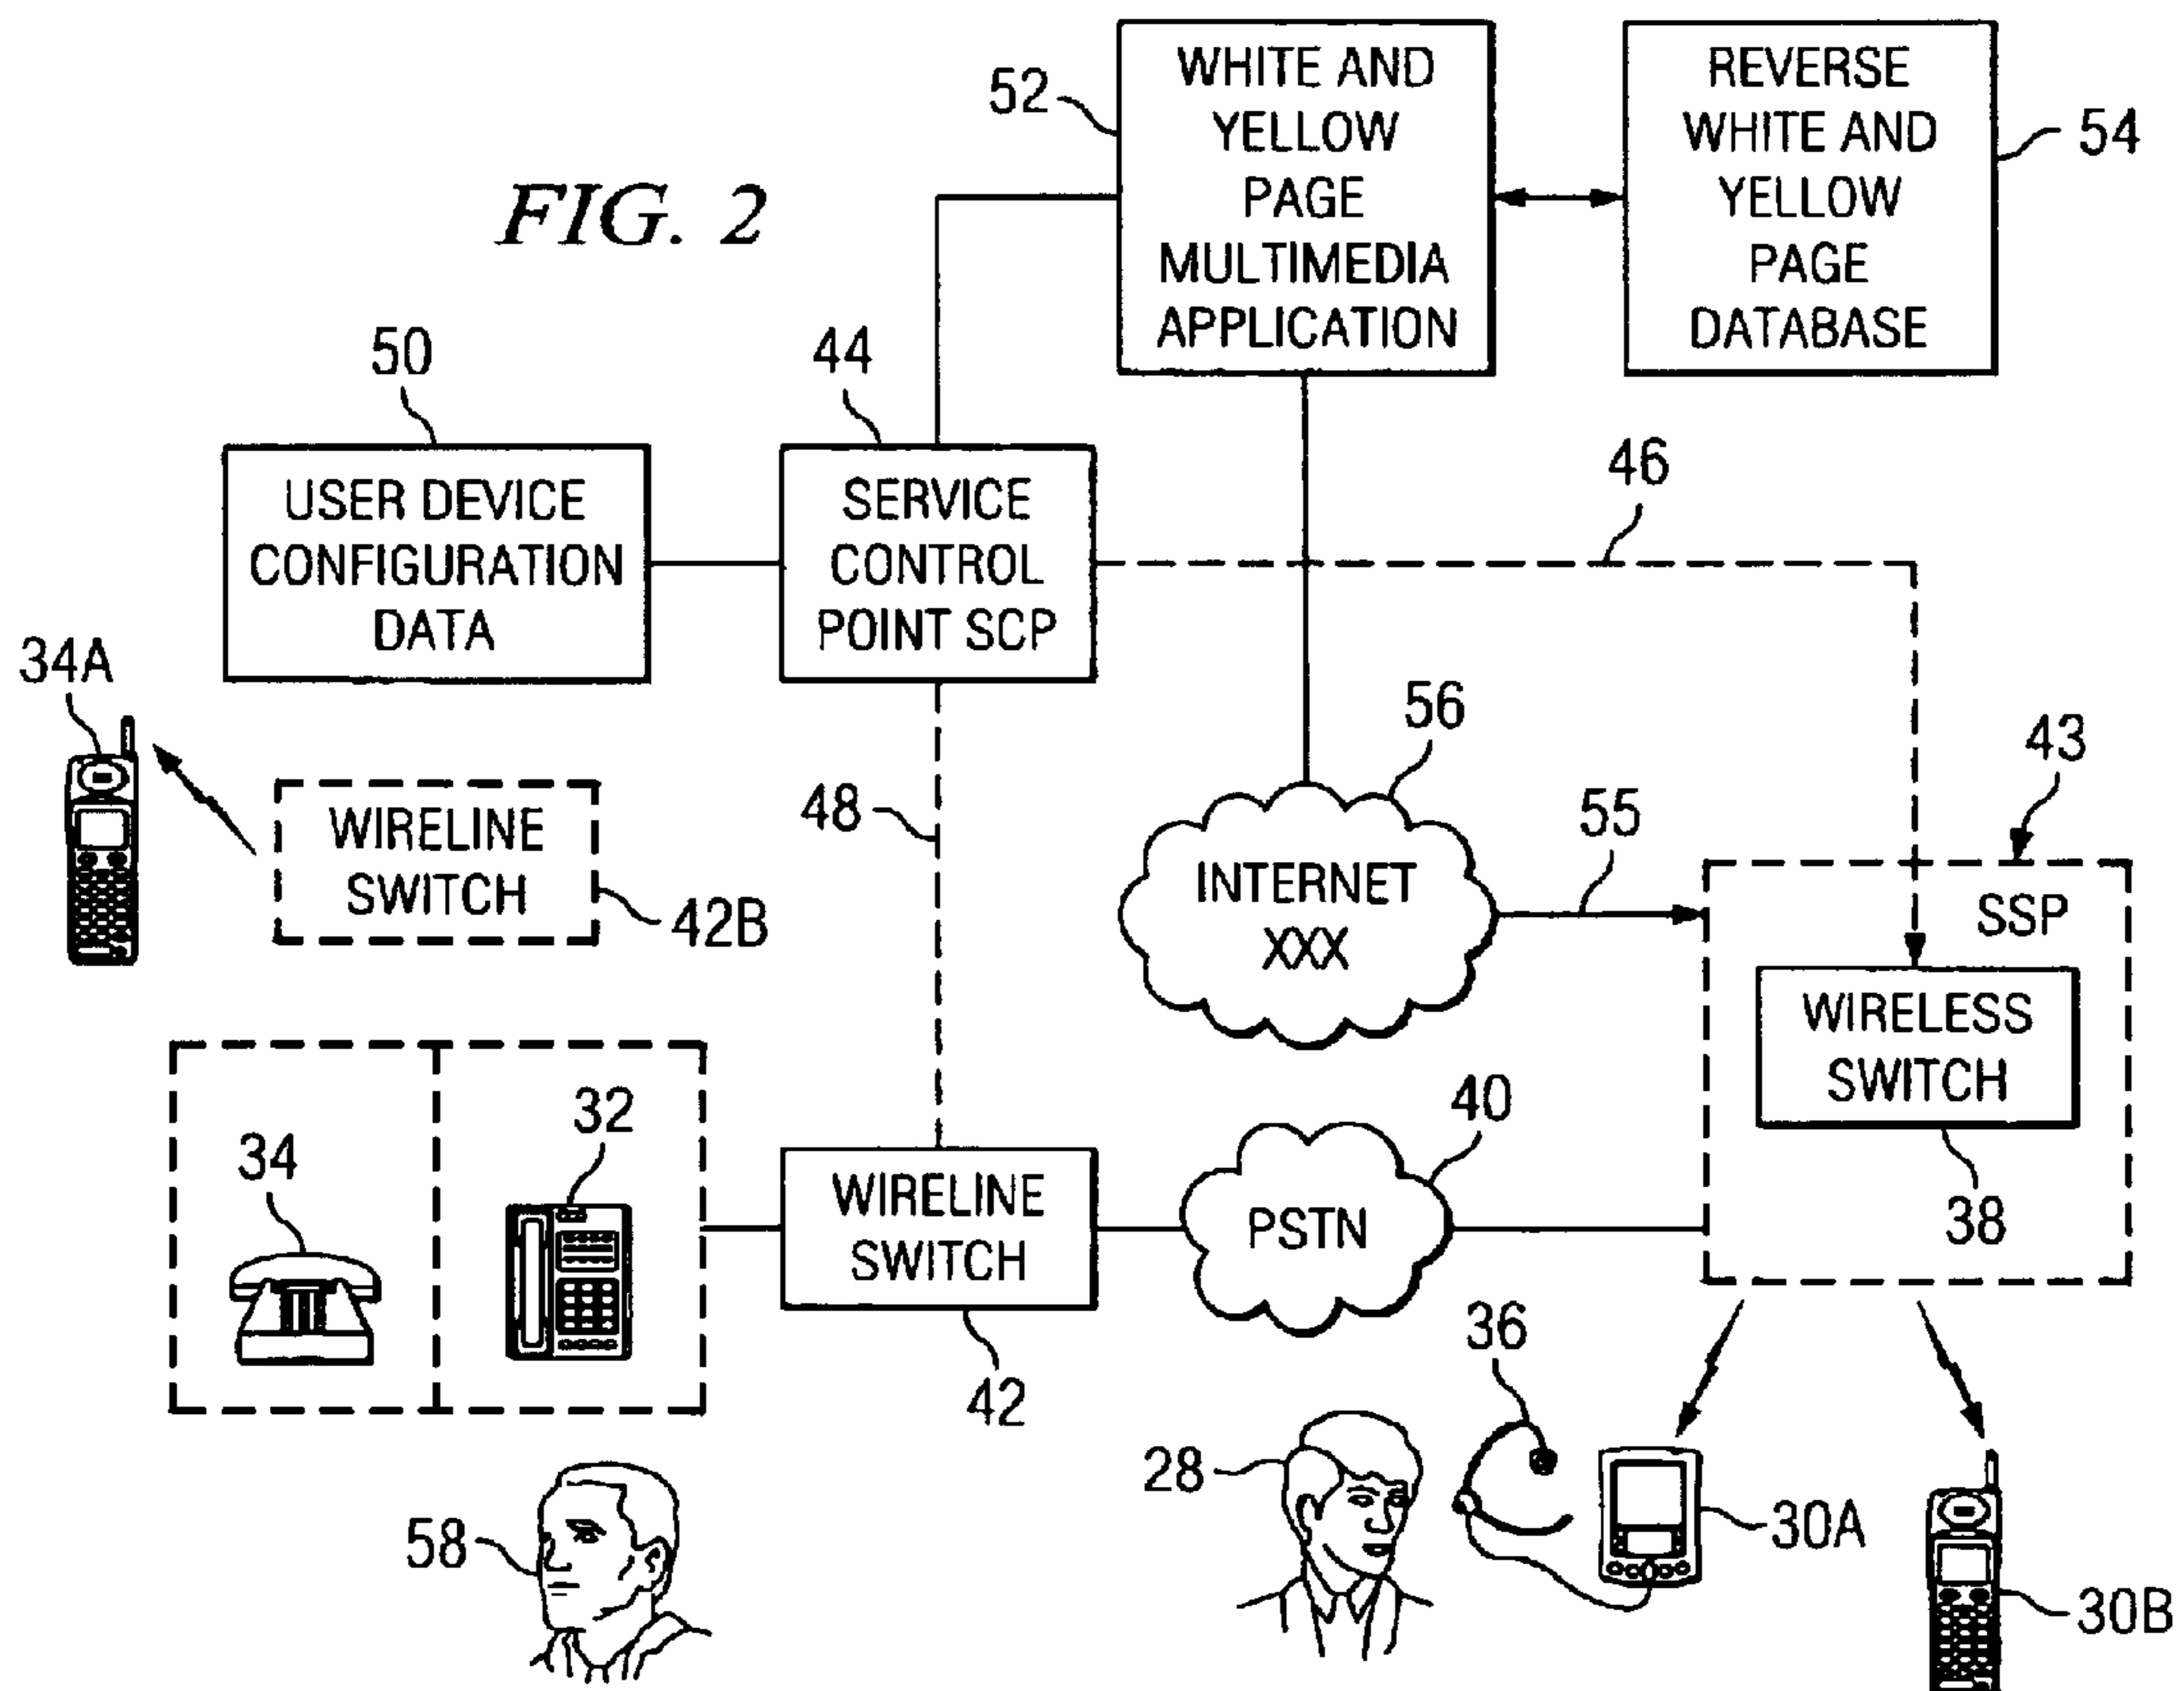 FIG. 2
52
WHITE AND
YELLOW
PAGE
MULTIMEDIA
APPLICATION
REVERSE
WHITE AND
YELLOW
PAGE
DATABASE
54
50
USER DEVICE
CONFIGURATION
DATA
44
SERVICE
CONTROL
POINT SCP
46
34A
WIRELINE
SWITCH
42B
48
56
INTERNET
XXX
55
43
SSP
WIRELESS
SWITCH
38
34
32
WIRELINE
SWITCH
42
40
PSTN
58
28
36
30A
30B